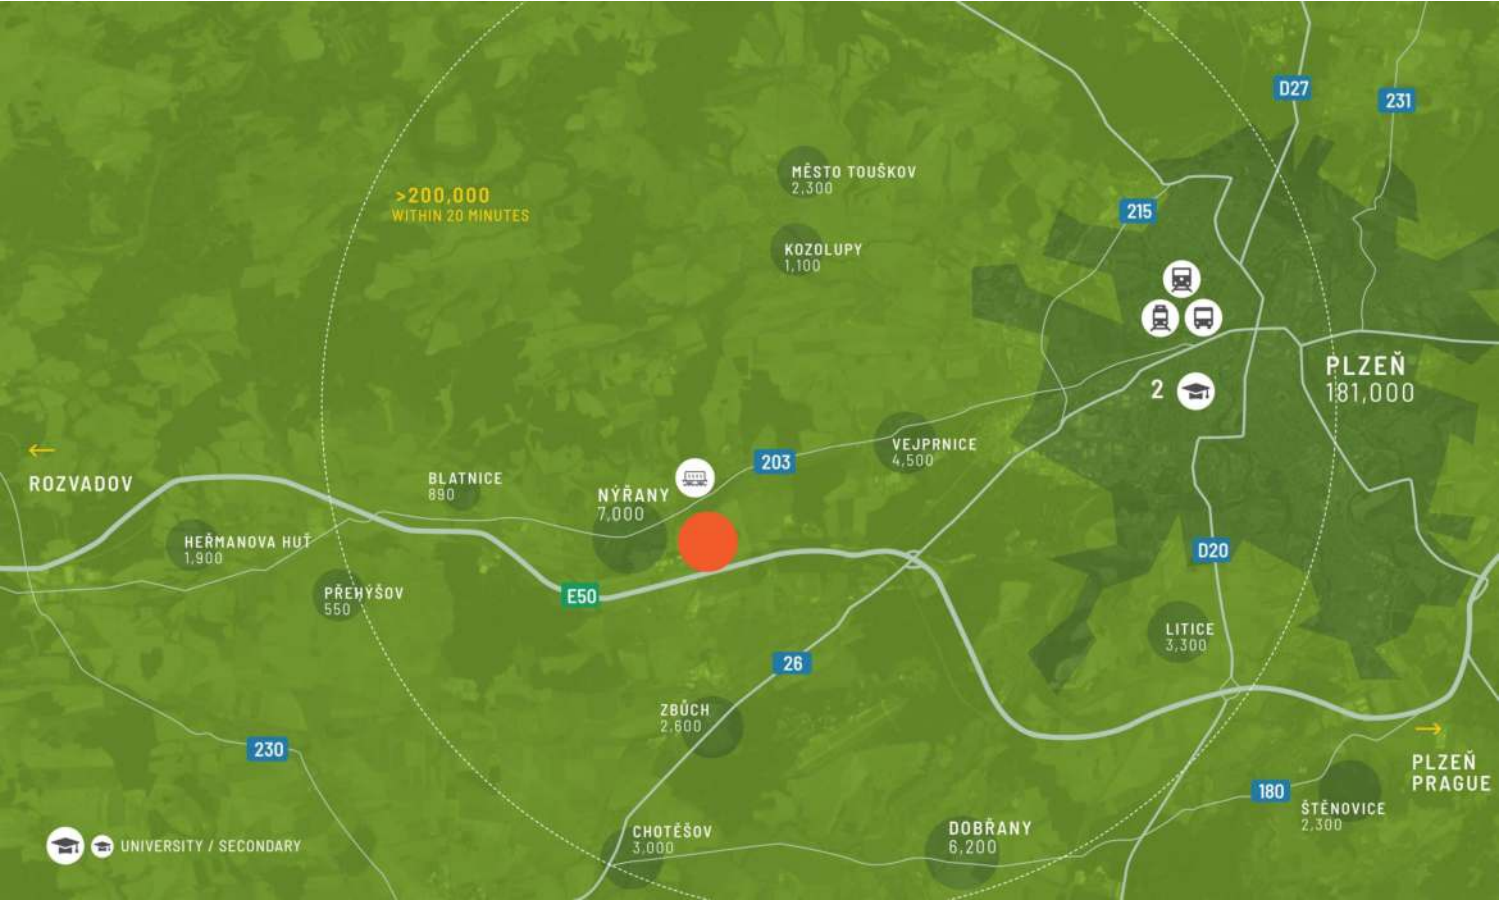 D27
231
MĚSTO TOUŠKOV
2,300
>200,000
WITHIN 20 MINUTES
215
KOZOLUPY
1,100
PLZEŇ
181,000
2
VEJPRNICE
4,500
203
ROZVADOV
BLATNICE
890
NÝŘANY
7,000
HEŘMANOVA HUŤ
1,900
D20
PŘEHÝŠOV
550
E50
LITICE
3,300
26
ZBŮCH
2,600
230
PLZEŇ
PRAGUE
180
ŠTĚNOVICE
2,300
CHOTĚŠOV
3,000
DOBŘANY
6,200
UNIVERSITY / SECONDARY